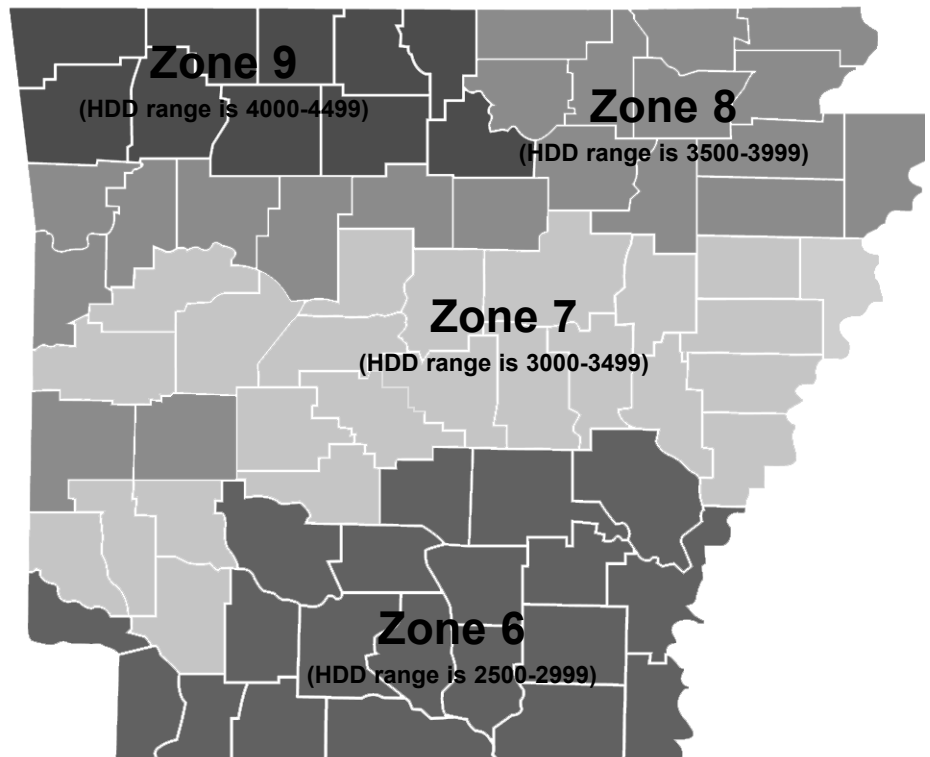 Zone 9
(HDD range is 4000-4499)
Zone 8
(HDD range is 3500-3999)
Zone 7
(HDD range is 3000-3499)
Zone 6
(HDD range is 2500-2999)